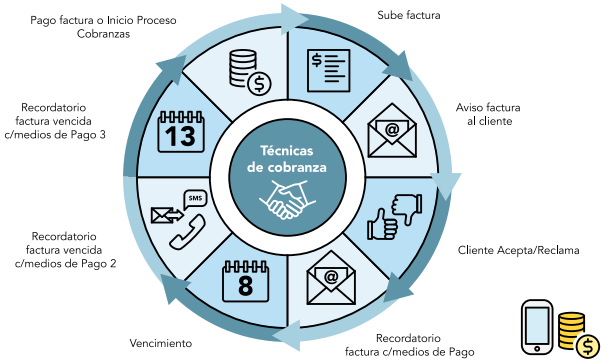 Pago factura o Inicio Proceso
Cobranzas
Sube factura
$
$
Recordatorio
factura vencida
c/medios de Pago 3
13
@
Aviso factura
al cliente
Técnicas
de cobranza
SMS
Recordatorio
factura vencida
c/medios de Pago 2
Cliente Acepta/Reclama
8
@
Vencimiento
Recordatorio
factura c/medios de Pago
$